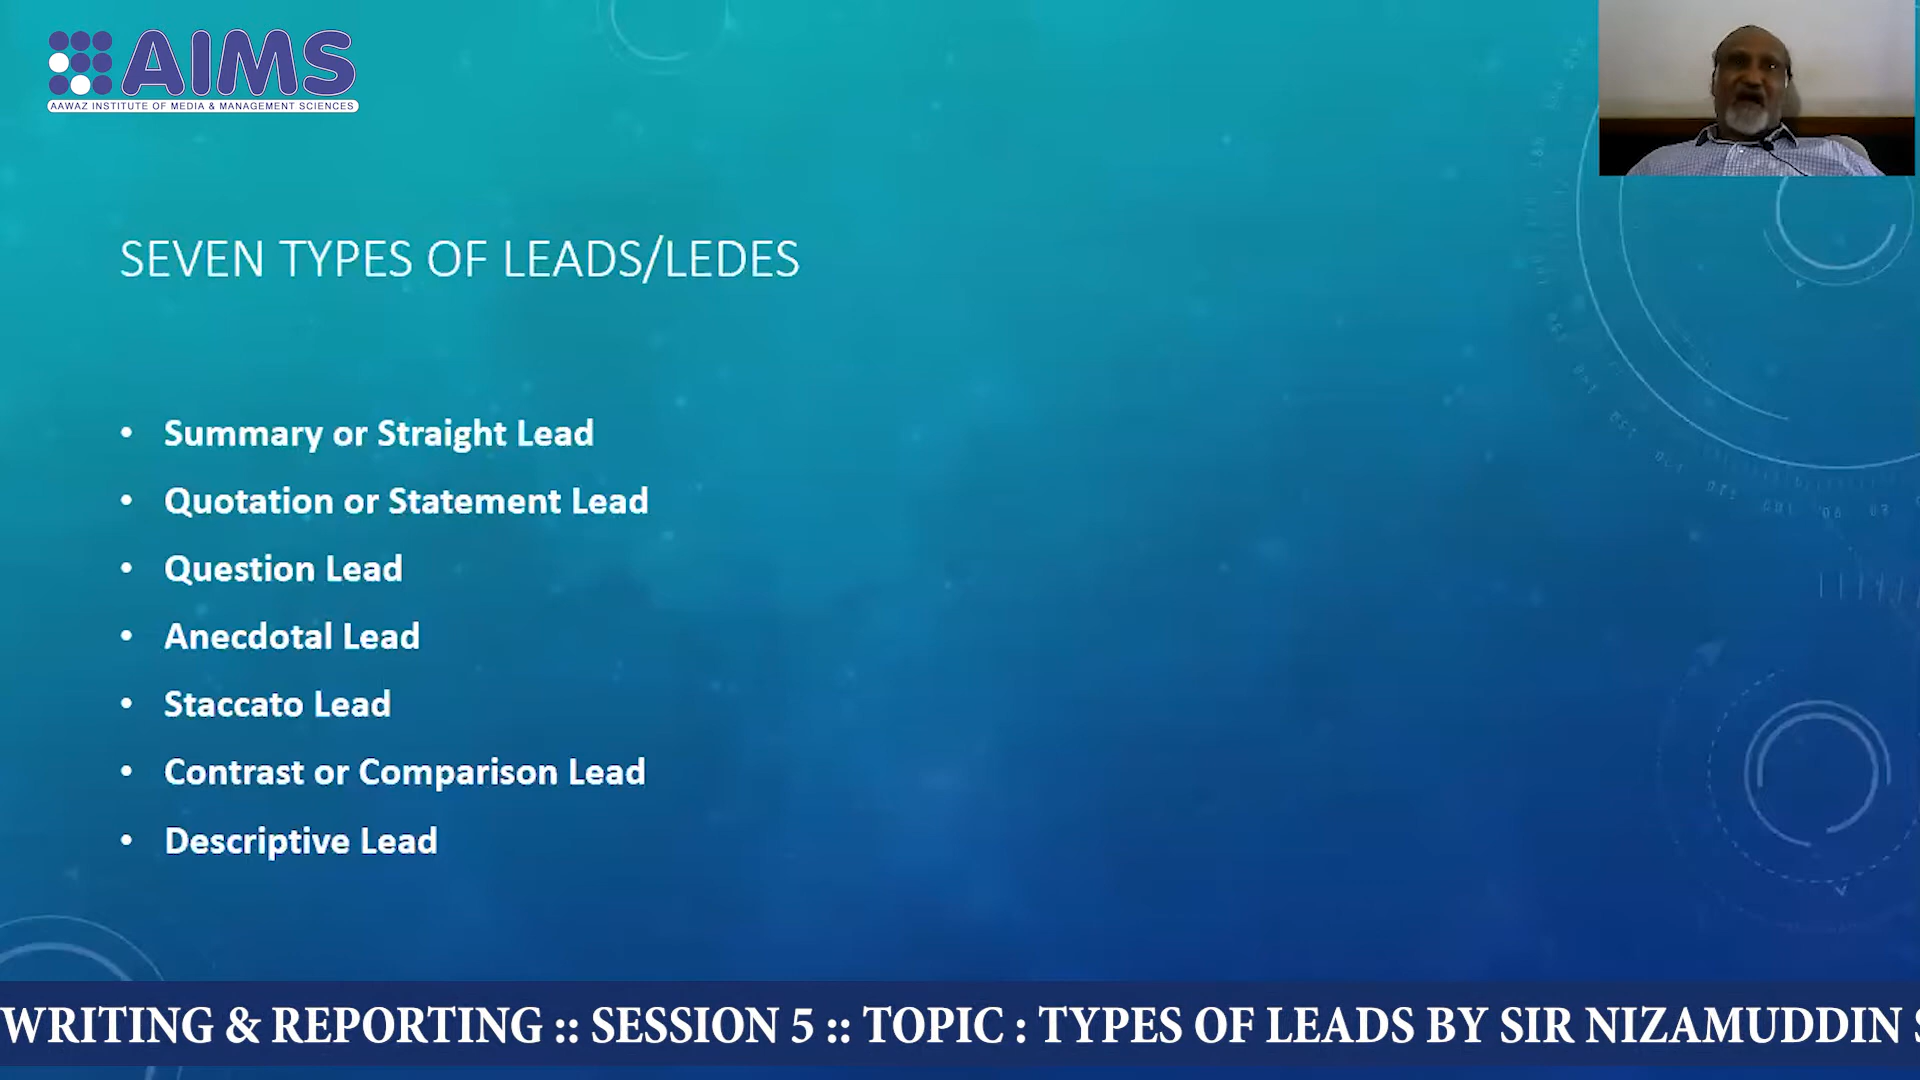 AIMS
AAWAZ INSTITUTE OF MEDIA & MANAGEMENT SCIENCES
SEVEN TYPES OF LEADS/LEDES
• Summary or Straight Lead
• Quotation or Statement Lead
• Question Lead
• Anecdotal Lead
• Staccato Lead
• Contrast or Comparison Lead
• Descriptive Lead
WRITING & REPORTING :: SESSION 5 :: TOPIC : TYPES OF LEADS BY SIR NIZAMUDDIN